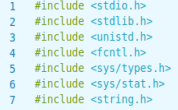 1 #include <stdio.h>
2 #include <stdlib.h>
3 #include <unistd.h>
4 #include <fcntl.h>
5 #include <sys/types.h>
6 #include <sys/stat.h>
7 #include <string.h>